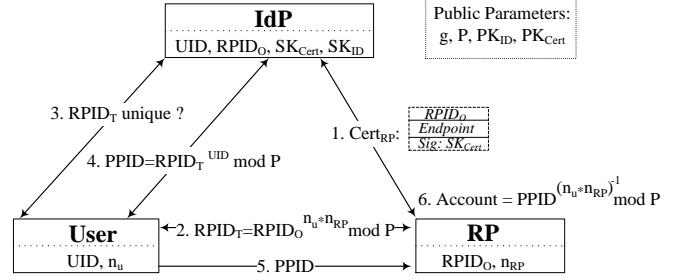 IdP
UID, RPID_O, SK_Cert, SK_ID
Public Parameters:
g, P, PK_ID, PK_Cert
3. RPID_T unique ?
1. Cert_RP:
RPID_O
Endpoint
Sig: SK_Cert
4. PPID=RPID_T^UID mod P
6. Account = PPID^(n_u*n_RP)^-1 mod P
User
UID, n_u
2. RPID_T=RPID_O^n_u*n_RP mod P
5. PPID
RP
RPID_O, n_RP